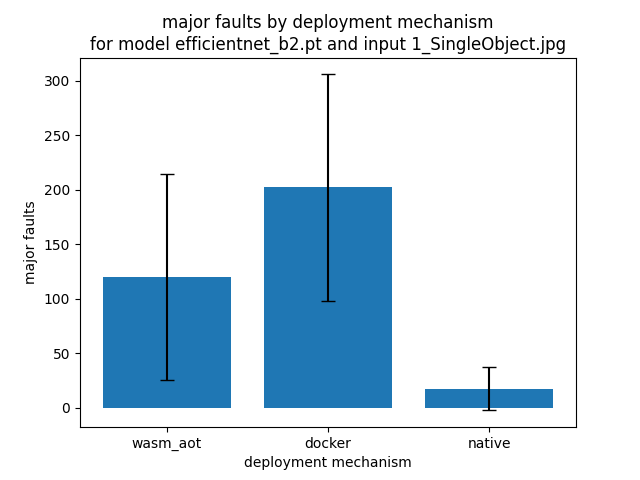 major faults by deployment mechanism
for model efficientnet_b2.pt and input 1_SingleObject.jpg
major faults
300
250
200
150
100
50
0
wasm_aot docker native
deployment mechanism